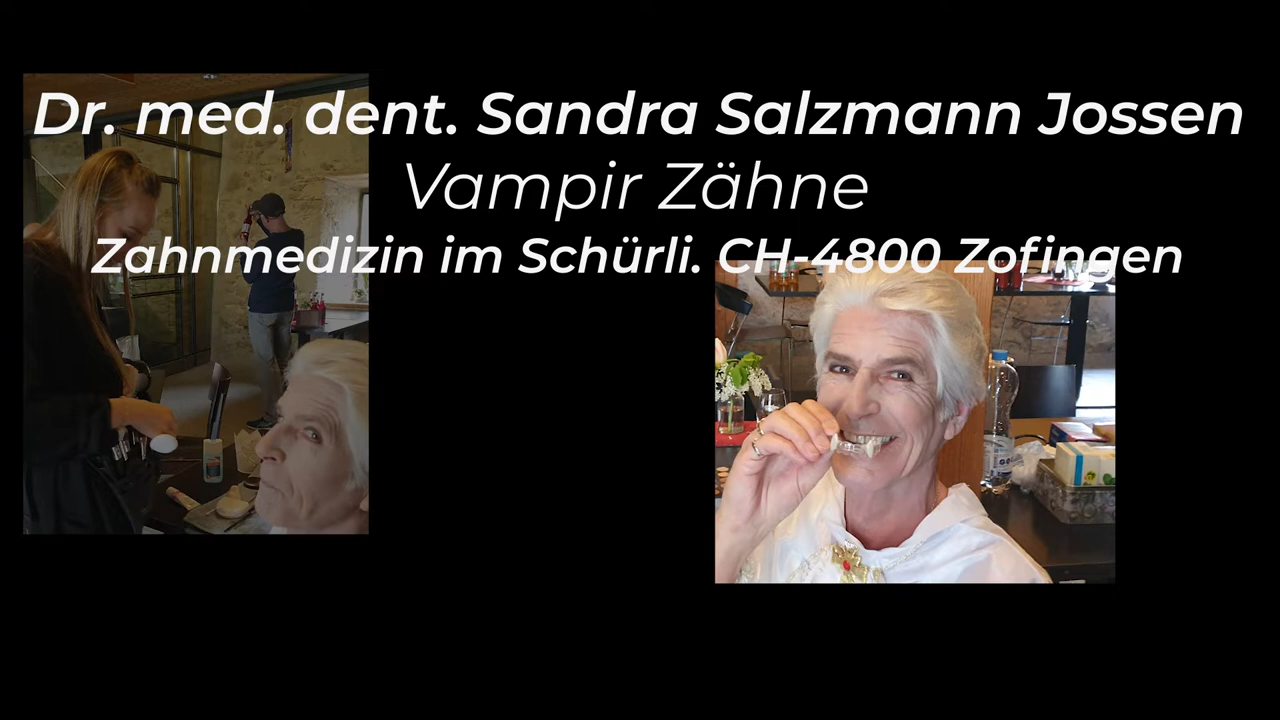 Dr. med. dent. Sandra Salzmann Jossen
Vampir Zähne
Zahnmedizin im Schürli. CH-4800 Zofingen